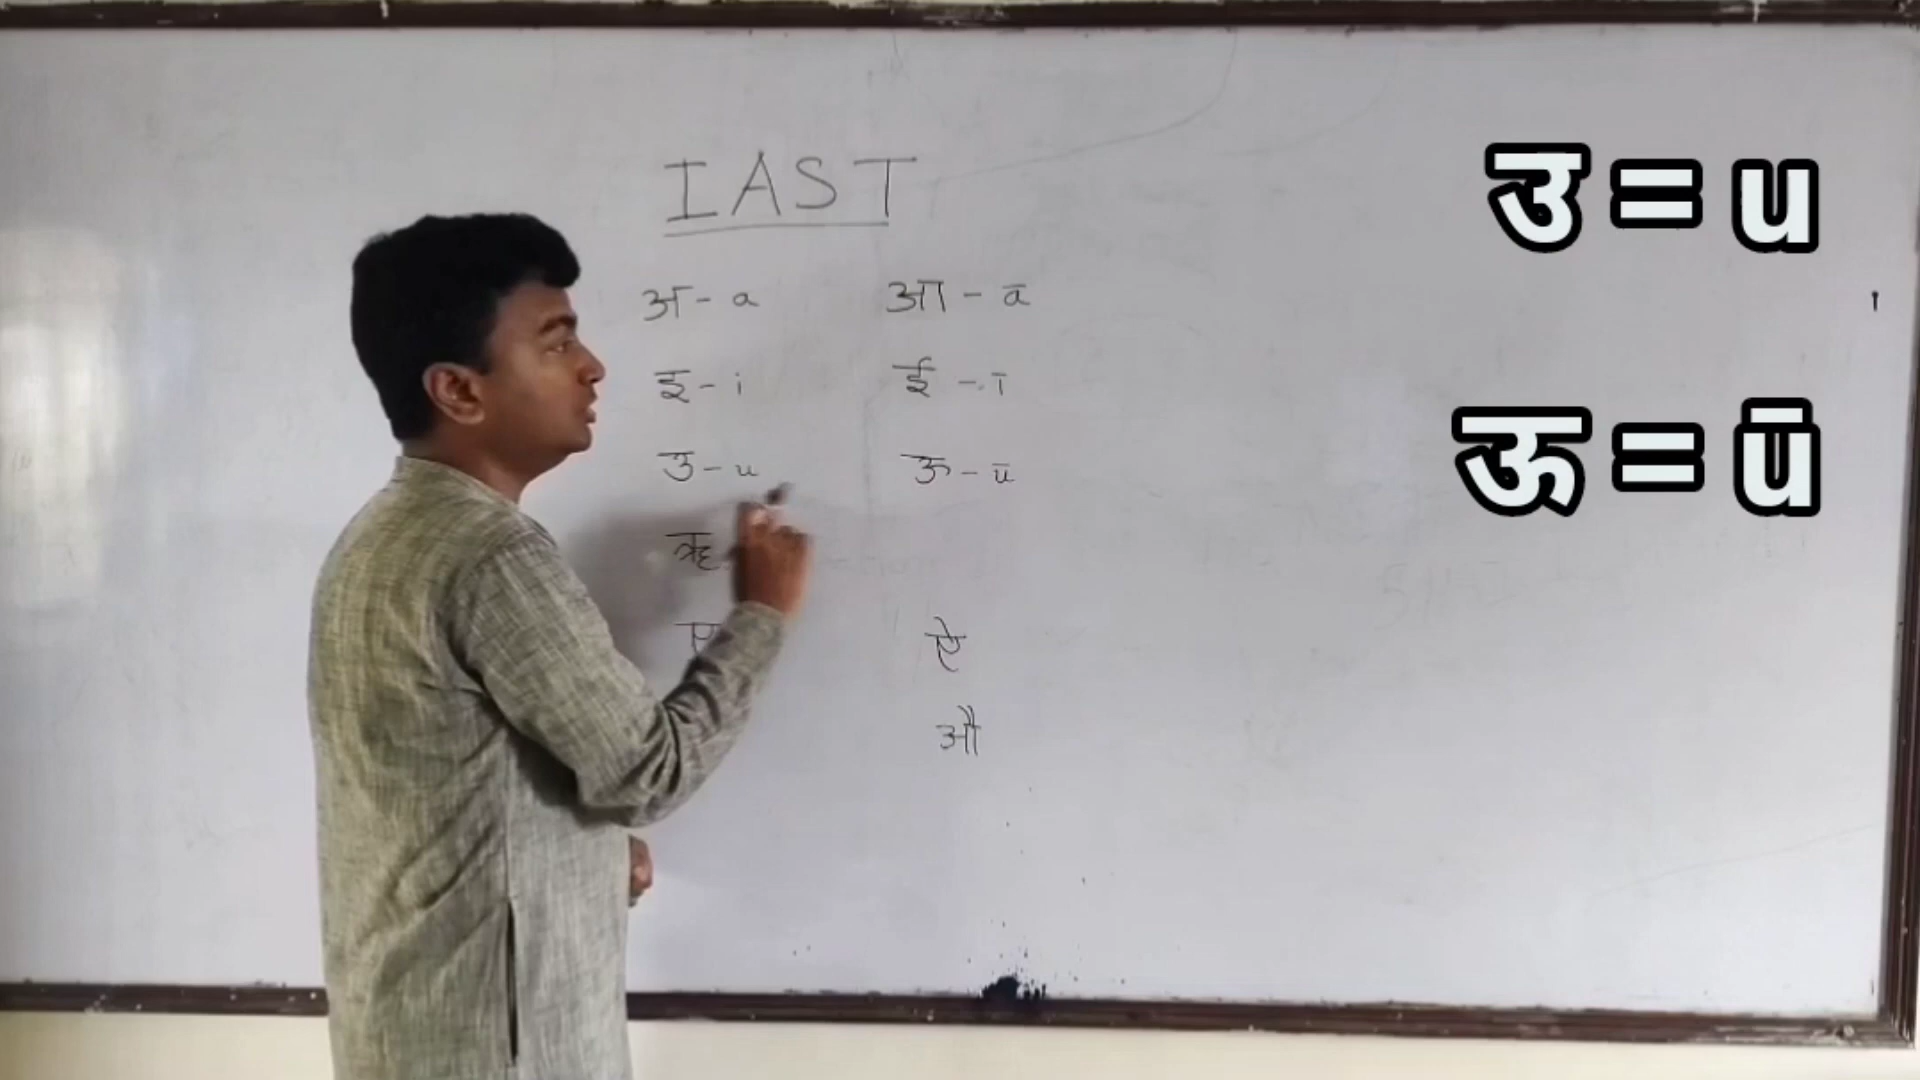 IAST
अ - a
आ - ā
इ - i
ई - ī
उ - u
ऊ - ū
ऋ
ऐ
औ
उ = u
ऊ = ū